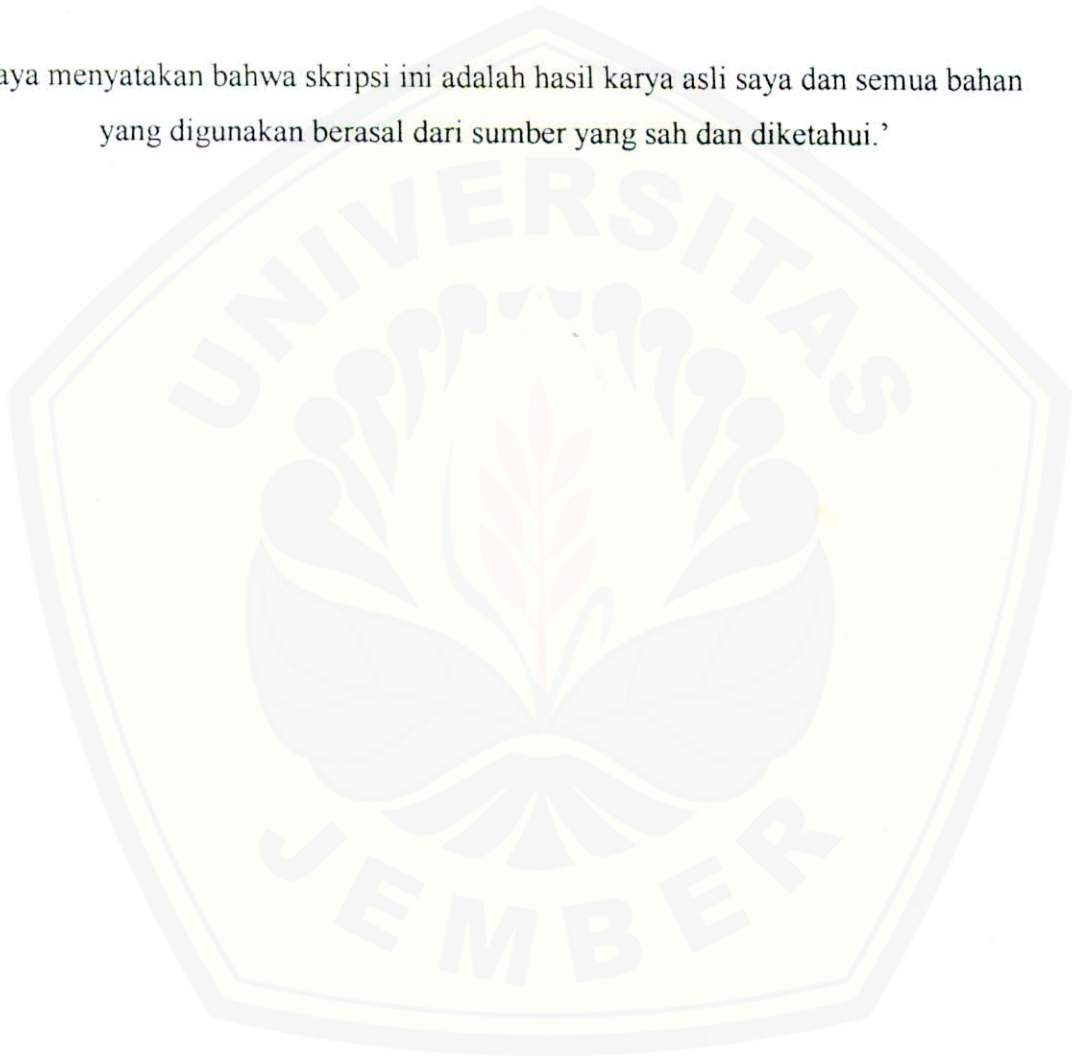 aya menyatakan bahwa skripsi ini adalah hasil karya asli saya dan semua bahan
yang digunakan berasal dari sumber yang sah dan diketahui.’
UNIVERSITAS
JEMBER